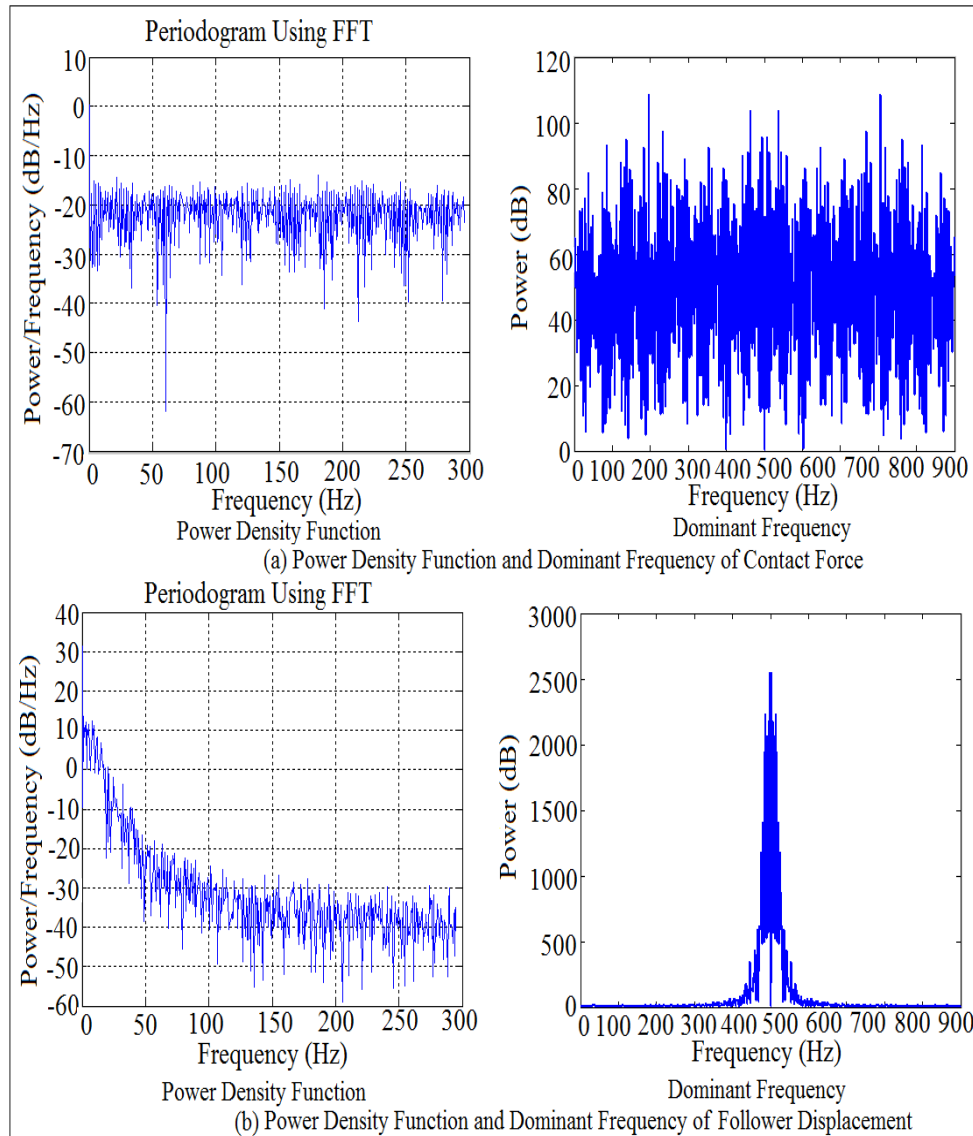 Periodogram Using FFT
Power/Frequency (dB/Hz)
10
0
-10
-20
-30
-40
-50
-60
-70
0 50 100 150 200 250 300
Frequency (Hz)
Power Density Function
Power (dB)
120
100
80
60
40
20
0
0 100 200 300 400 500 600 700 800 900
Frequency (Hz)
Dominant Frequency
(a) Power Density Function and Dominant Frequency of Contact Force
Periodogram Using FFT
Power/Frequency (dB/Hz)
40
30
20
10
0
-10
-20
-30
-40
-50
-60
0 50 100 150 200 250 300
Frequency (Hz)
Power Density Function
Power (dB)
3000
2500
2000
1500
1000
500
0
0 100 200 300 400 500 600 700 800 900
Frequency (Hz)
Dominant Frequency
(b) Power Density Function and Dominant Frequency of Follower Displacement